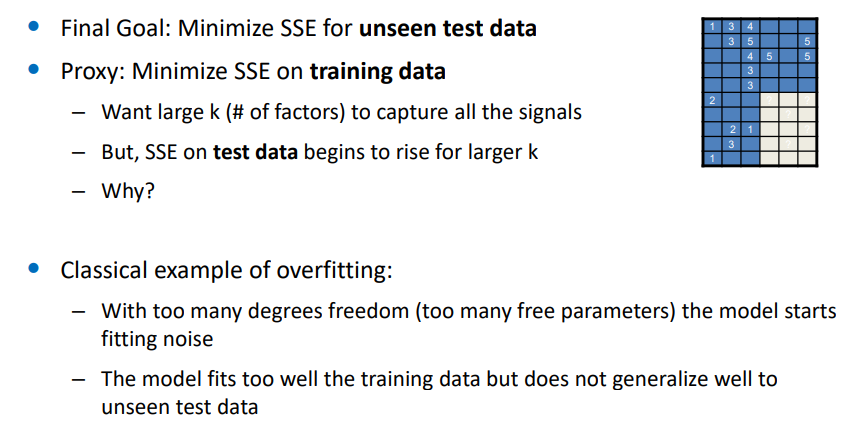 Final Goal: Minimize SSE for unseen test data
Proxy: Minimize SSE on training data
– Want large k (# of factors) to capture all the signals
– But, SSE on test data begins to rise for larger k
– Why?
Classical example of overfitting:
– With too many degrees freedom (too many free parameters) the model starts
fitting noise
– The model fits too well the training data but does not generalize well to
unseen test data
1 3 4
3 5 5
4 5 5
3
3
2
2 1
3
1